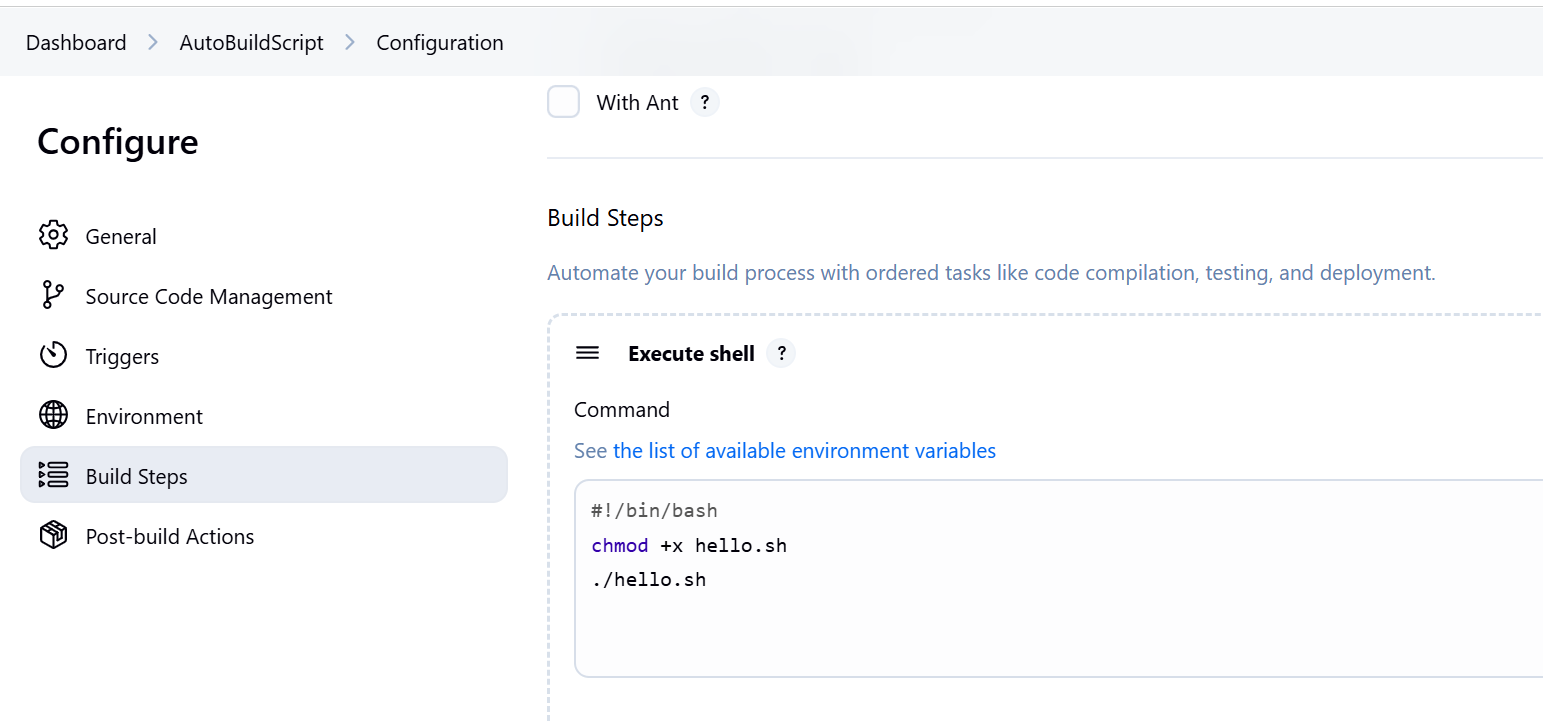 Dashboard > AutoBuildScript > Configuration
With Ant ?
Configure
General
Source Code Management
Triggers
Environment
Build Steps
Post-build Actions
Build Steps
Automate your build process with ordered tasks like code compilation, testing, and deployment.
Execute shell ?
Command
See the list of available environment variables
#!/bin/bash
chmod +x hello.sh
./hello.sh